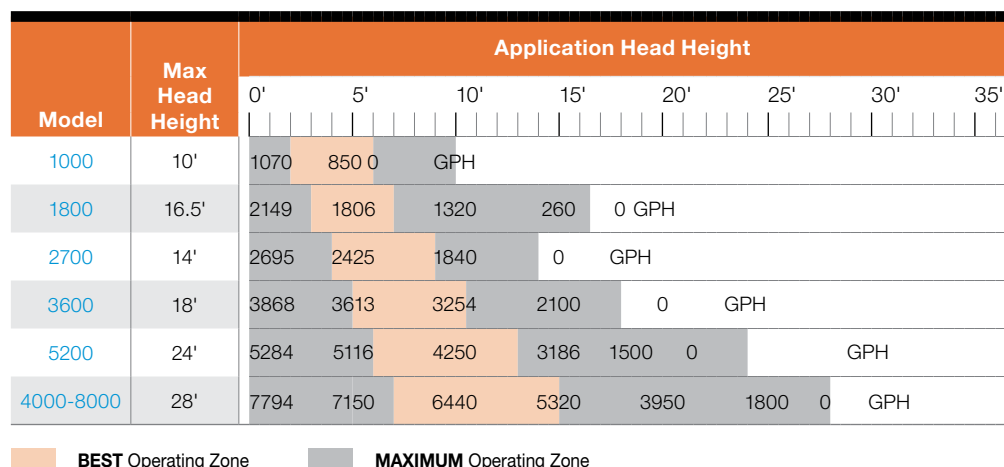 Application Head Height
Model Max Head Height 0' 5' 10' 15' 20' 25' 30' 35'
1000 10' 1070 850 0 GPH
1800 16.5' 2149 1806 1320 260 0 GPH
2700 14' 2695 2425 1840 0 GPH
3600 18' 3868 3613 3254 2100 0 GPH
5200 24' 5284 5116 4250 3186 1500 0 GPH
4000-8000 28' 7794 7150 6440 5320 3950 1800 0 GPH
BEST Operating Zone MAXIMUM Operating Zone